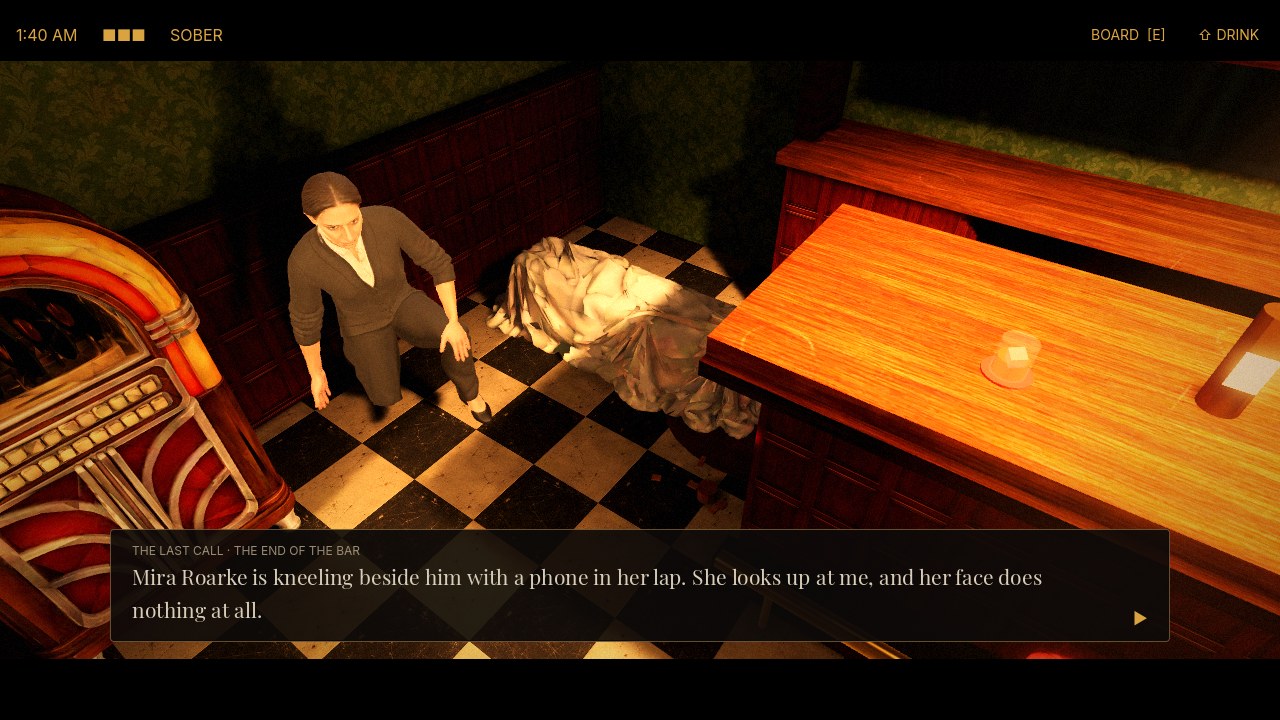 1:40 AM SOBER
BOARD [E] ⇧ DRINK
THE LAST CALL · THE END OF THE BAR
Mira Roarke is kneeling beside him with a phone in her lap. She looks up at me, and her face does
nothing at all.